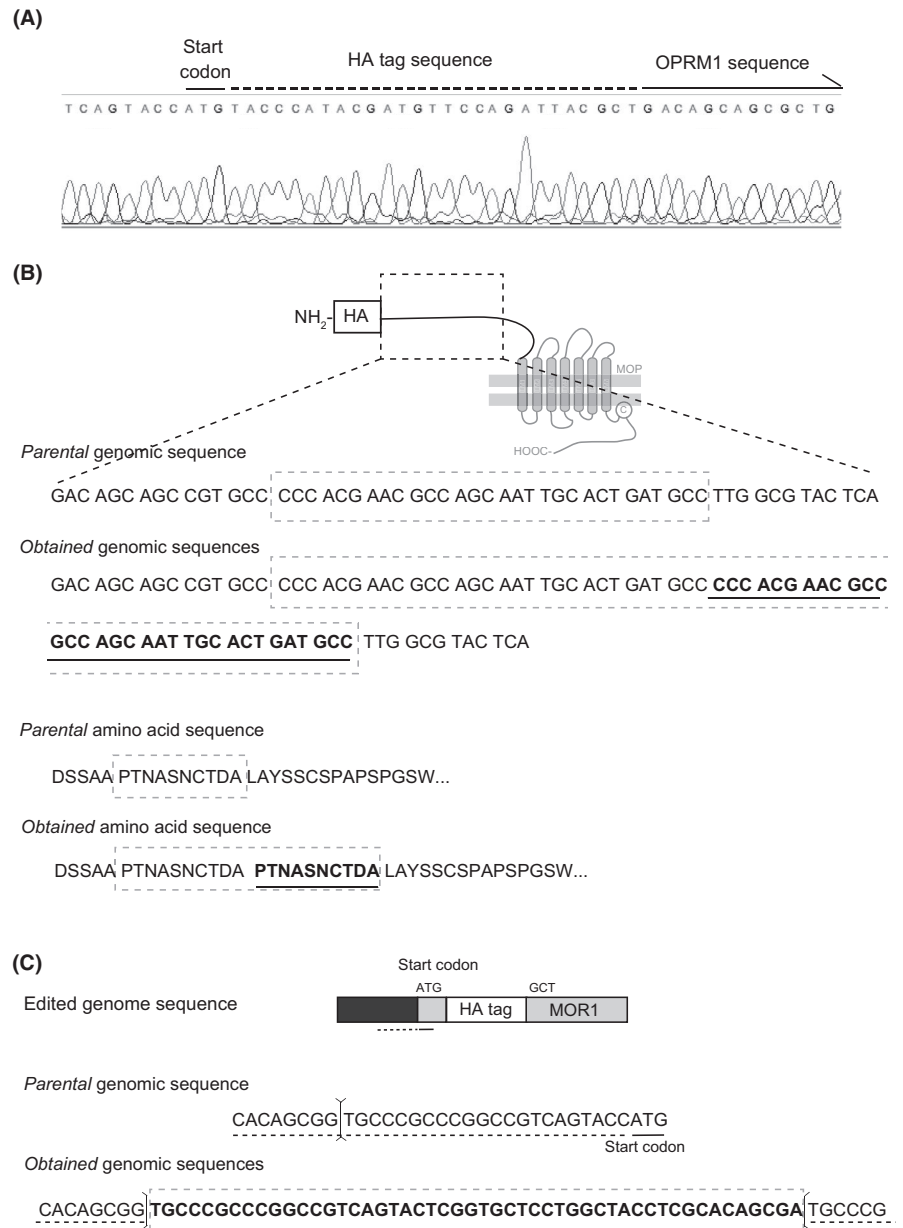 (A)
Start
codon
HA tag sequence
OPRM1 sequence
TCAGTACCATGTACCCATACGATGTTCCAGATTACGCTGACAGCAGCGCTG
(B)
NH2- HA
MOP
C
HOOC-
Parental genomic sequence
GAC AGC AGC CGT GCC CCC ACG AAC GCC AGC AAT TGC ACT GAT GCC TTG GCG TAC TCA
Obtained genomic sequences
GAC AGC AGC CGT GCC CCC ACG AAC GCC AGC AAT TGC ACT GAT GCC CCC ACG AAC GCC
GCC AGC AAT TGC ACT GAT GCC TTG GCG TAC TCA
Parental amino acid sequence
DSSAA PTNASNCTDA LAYSSCSPAPSPGSW...
Obtained amino acid sequence
DSSAA PTNASNCTDA PTNASNCTDA LAYSSCSPAPSPGSW...
(C)
Start codon
Edited genome sequence
ATG
GCT
HA tag
MOR1
Parental genomic sequence
CACAGCGG TGCCCGCCCGGCCGTCAGTACCATG
Start codon
Obtained genomic sequences
CACAGCGG TGCCCGCCCGGCCGTCAGTACTCGGTGCTCCTGGCTACCTCGCACAGCGA TGCCCG